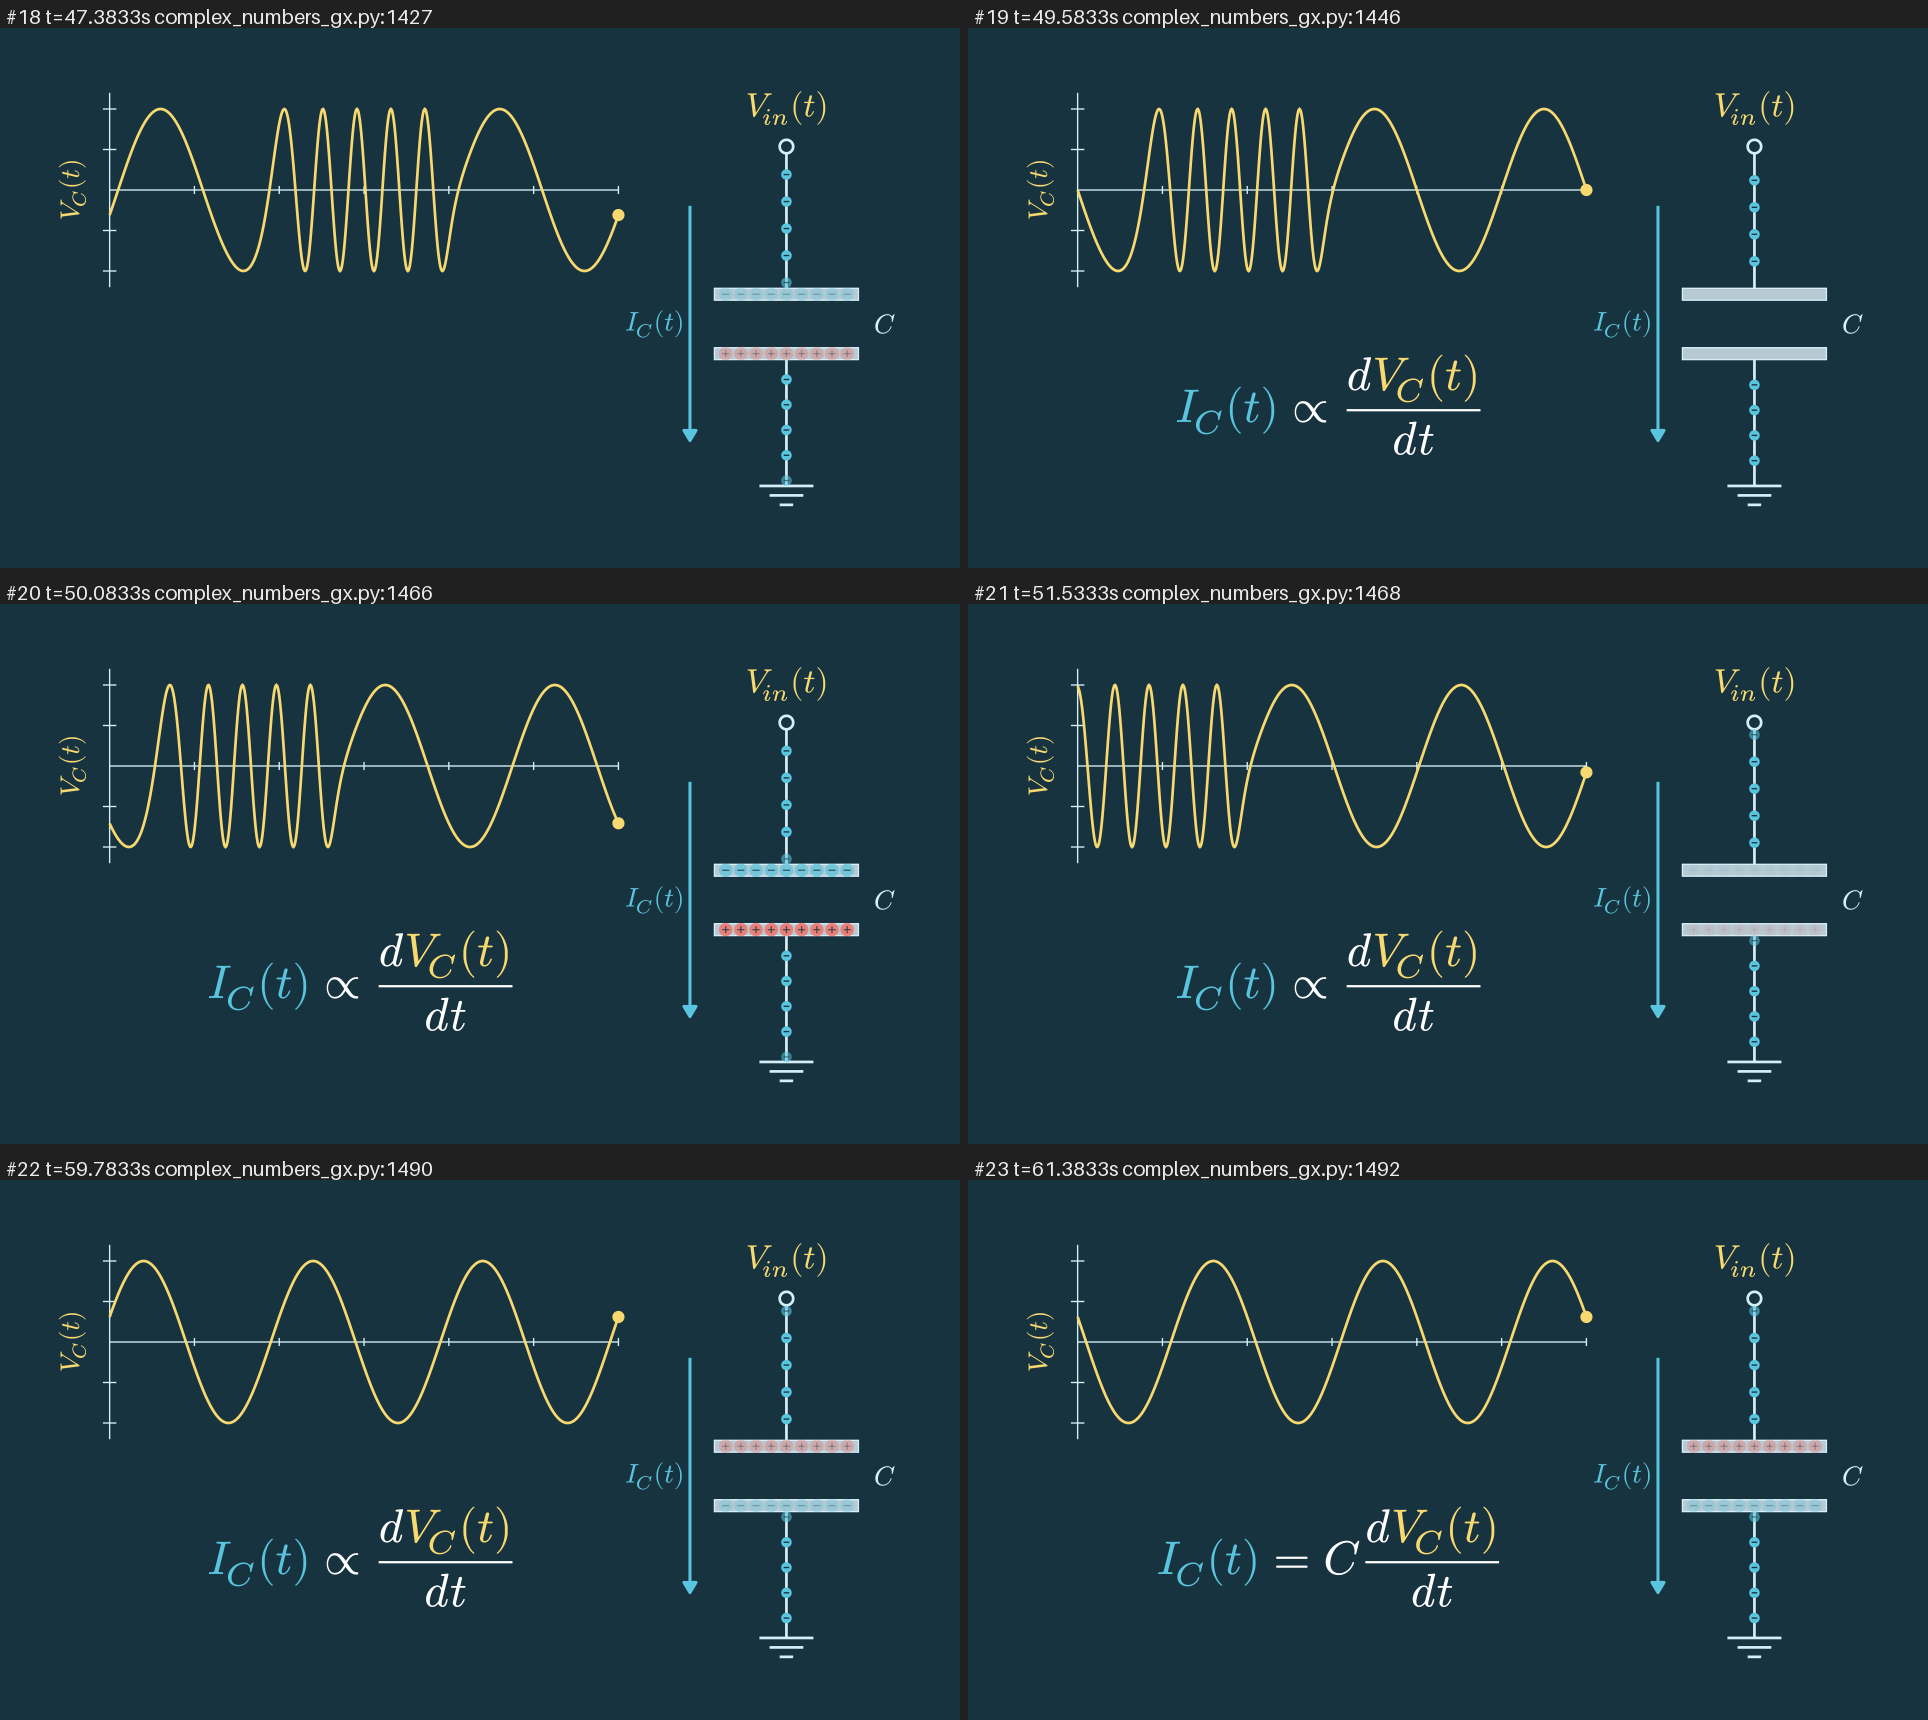 #18 t=47.3833s complex_numbers_gx.py:1427
V_in(t)
V_C(t)
I_C(t)
C
#19 t=49.5833s complex_numbers_gx.py:1446
V_in(t)
V_C(t)
I_C(t)
C
I_C(t) ∝ dV_C(t)/dt
#20 t=50.0833s complex_numbers_gx.py:1466
V_in(t)
V_C(t)
I_C(t)
C
I_C(t) ∝ dV_C(t)/dt
#21 t=51.5333s complex_numbers_gx.py:1468
V_in(t)
V_C(t)
I_C(t)
C
I_C(t) ∝ dV_C(t)/dt
#22 t=59.7833s complex_numbers_gx.py:1490
V_in(t)
V_C(t)
I_C(t)
C
I_C(t) ∝ dV_C(t)/dt
#23 t=61.3833s complex_numbers_gx.py:1492
V_in(t)
V_C(t)
I_C(t)
C
I_C(t) = C dV_C(t)/dt